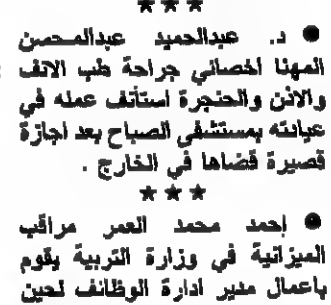 ★★★
● د. عبدالحميد عبدالمحسن
المهنا اخصائي جراحة طب الانف
والاذن والحنجرة استأنف عمله في
عيادته بمستشفى الصباح بعد اجازة
قصيرة قضاها في الخارج .
★★★
● احمد محمد العمر مراقب
الميزانية في وزارة التربية يقوم
باعمال مدير ادارة الوظائف لحين